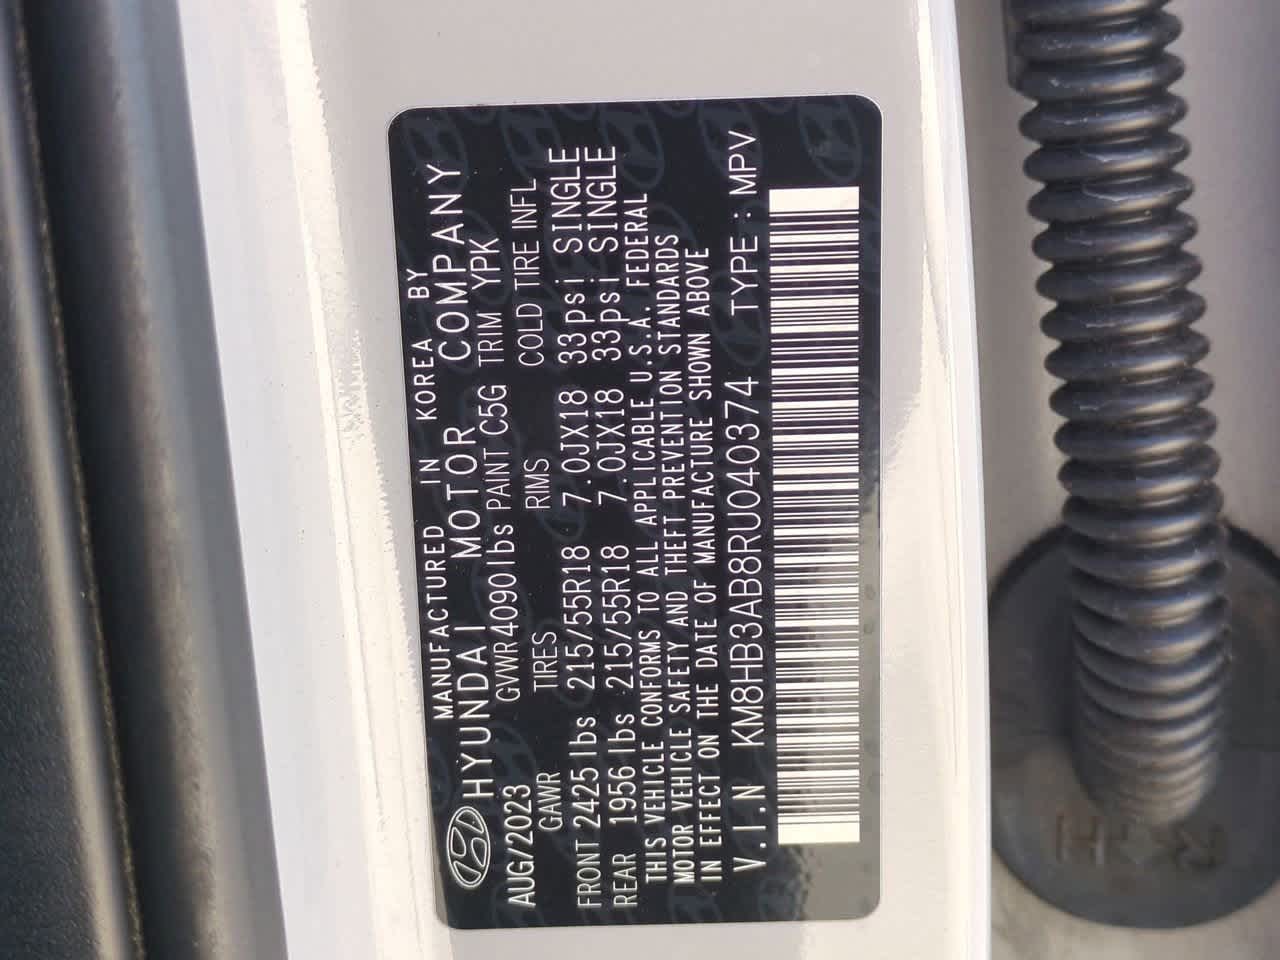 MANUFACTURED IN KOREA BY
HYUNDAI MOTOR COMPANY
AUG/2023 GVWR 4090lbs PAINT C5G TRIM YPK
GAWR TIRES RIMS COLD TIRE INFL
FRONT 2425lbs 215/55R18 7.0JX18 33psi SINGLE
REAR 1956lbs 215/55R18 7.0JX18 33psi SINGLE
THIS VEHICLE CONFORMS TO ALL APPLICABLE U.S.A. FEDERAL
MOTOR VEHICLE SAFETY AND THEFT PREVENTION STANDARDS
IN EFFECT ON THE DATE OF MANUFACTURE SHOWN ABOVE
V.I.N KM8HB3AB8RU040374 TYPE : MPV